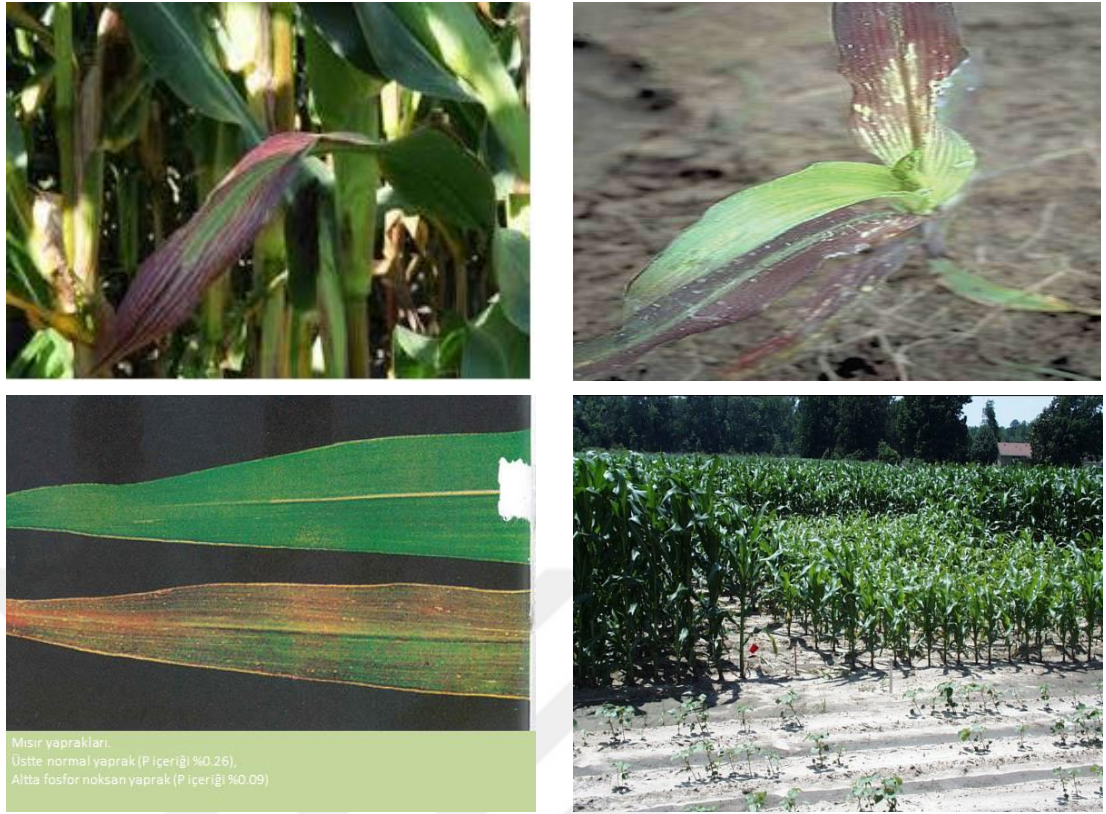 Mısır yaprakları.
Üstte normal yaprak (P içeriği %0.26),
Altta fosfor noksan yaprak (P içeriği %0.09)